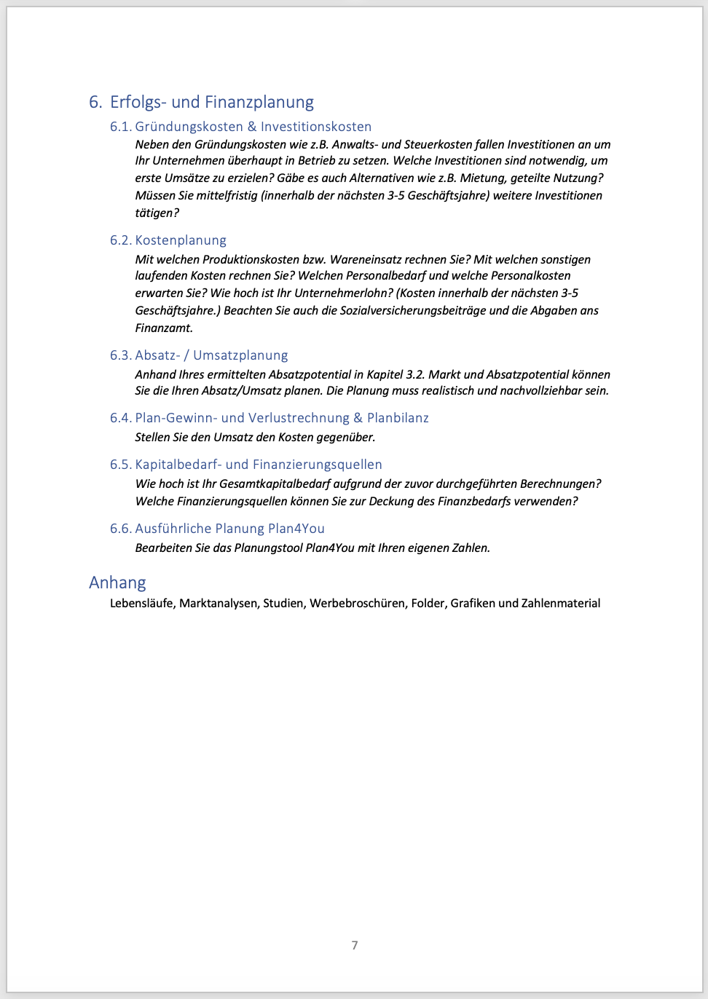 6. Erfolgs- und Finanzplanung
6.1. Gründungskosten & Investitionskosten
Neben den Gründungskosten wie z.B. Anwalts- und Steuerkosten fallen Investitionen an um
Ihr Unternehmen überhaupt in Betrieb zu setzen. Welche Investitionen sind notwendig, um
erste Umsätze zu erzielen? Gäbe es auch Alternativen wie z.B. Mietung, geteilte Nutzung?
Müssen Sie mittelfristig (innerhalb der nächsten 3-5 Geschäftsjahre) weitere Investitionen
tätigen?
6.2. Kostenplanung
Mit welchen Produktionskosten bzw. Wareneinsatz rechnen Sie? Mit welchen sonstigen
laufenden Kosten rechnen Sie? Welchen Personalbedarf und welche Personalkosten
erwarten Sie? Wie hoch ist Ihr Unternehmerlohn? (Kosten innerhalb der nächsten 3-5
Geschäftsjahre.) Beachten Sie auch die Sozialversicherungsbeiträge und die Abgaben ans
Finanzamt.
6.3. Absatz- / Umsatzplanung
Anhand Ihres ermittelten Absatzpotential in Kapitel 3.2. Markt und Absatzpotential können
Sie die Ihren Absatz/Umsatz planen. Die Planung muss realistisch und nachvollziehbar sein.
6.4. Plan-Gewinn- und Verlustrechnung & Planbilanz
Stellen Sie den Umsatz den Kosten gegenüber.
6.5. Kapitalbedarf- und Finanzierungsquellen
Wie hoch ist Ihr Gesamtkapitalbedarf aufgrund der zuvor durchgeführten Berechnungen?
Welche Finanzierungsquellen können Sie zur Deckung des Finanzbedarfs verwenden?
6.6. Ausführliche Planung Plan4You
Bearbeiten Sie das Planungstool Plan4You mit Ihren eigenen Zahlen.
Anhang
Lebensläufe, Marktanalysen, Studien, Werbebroschüren, Folder, Grafiken und Zahlenmaterial
7